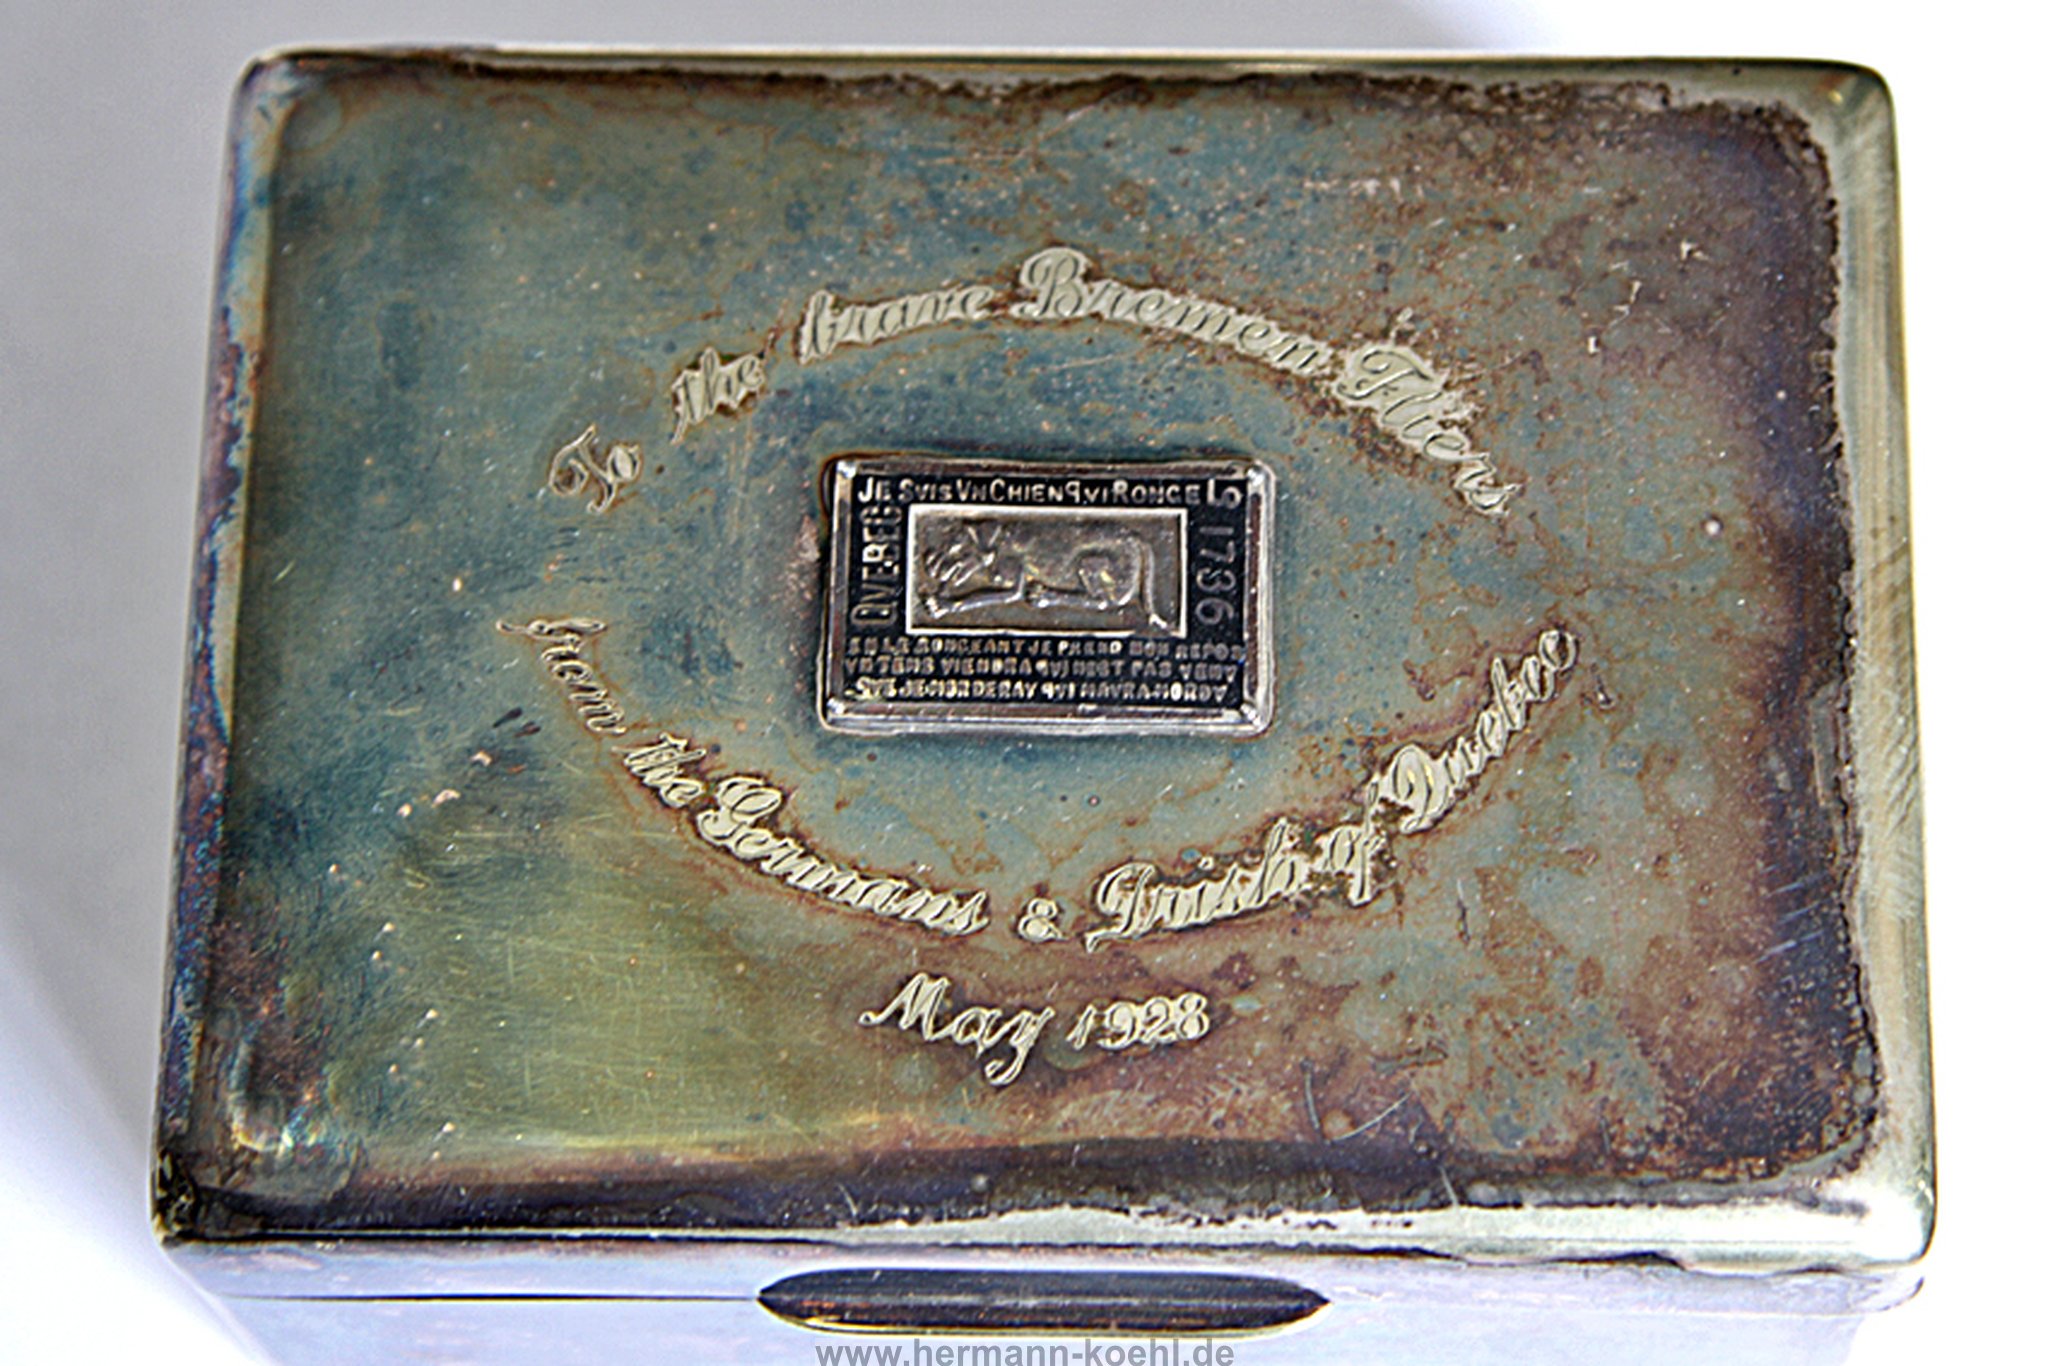 To the brave Bremen Fliers
JE SVIS VN CHIEN QVI RONGE LO
QVEBEC
1736
EN LE RONGEANT JE PREND MON REPOS
VN TEMS VIENDRA QVI NEST PAS VENV
QVE JE MORDERAY QVI MAVRA MORDV
from the Germans & Irish of Quebec
May 1928
www.hermann-koehl.de